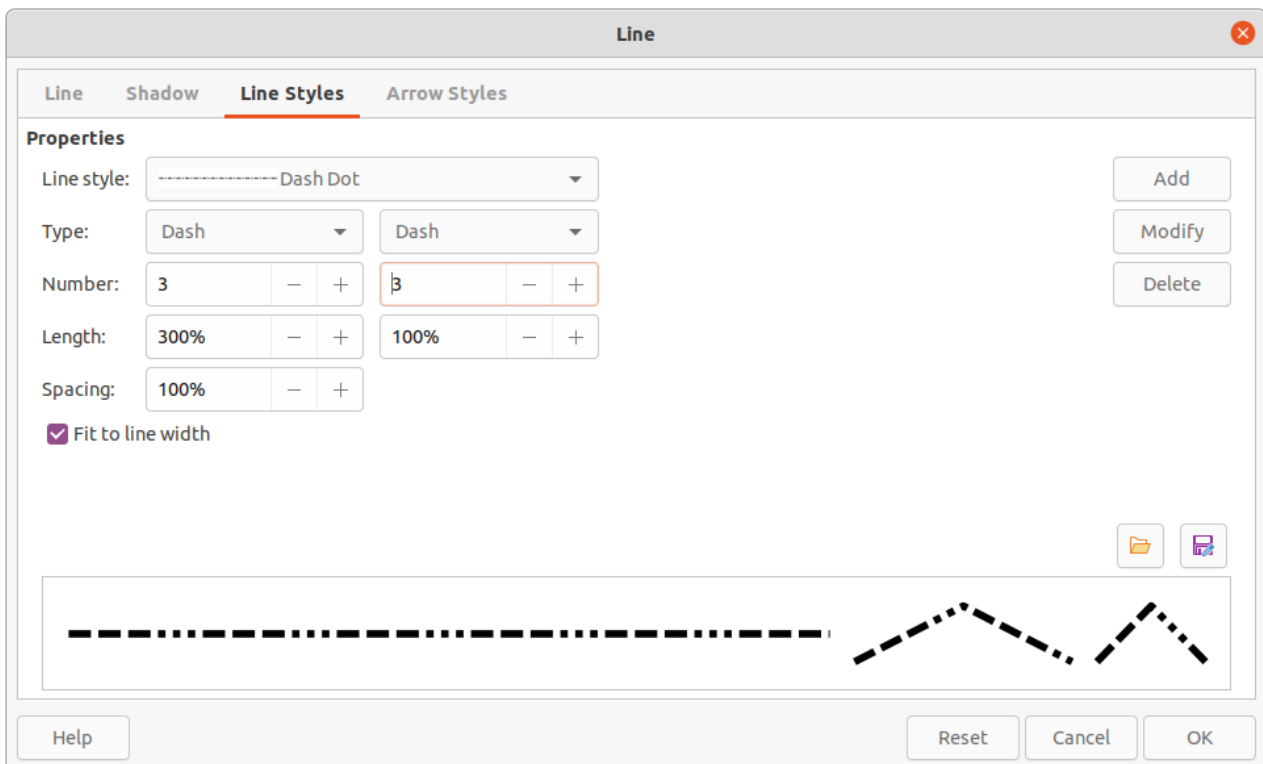 Line
Line Shadow Line Styles Arrow Styles
Properties
Line style: Dash Dot Add
Type: Dash Dash Modify
Number: 3 3 Delete
Length: 300% 100%
Spacing: 100%
Fit to line width
Help Reset Cancel OK